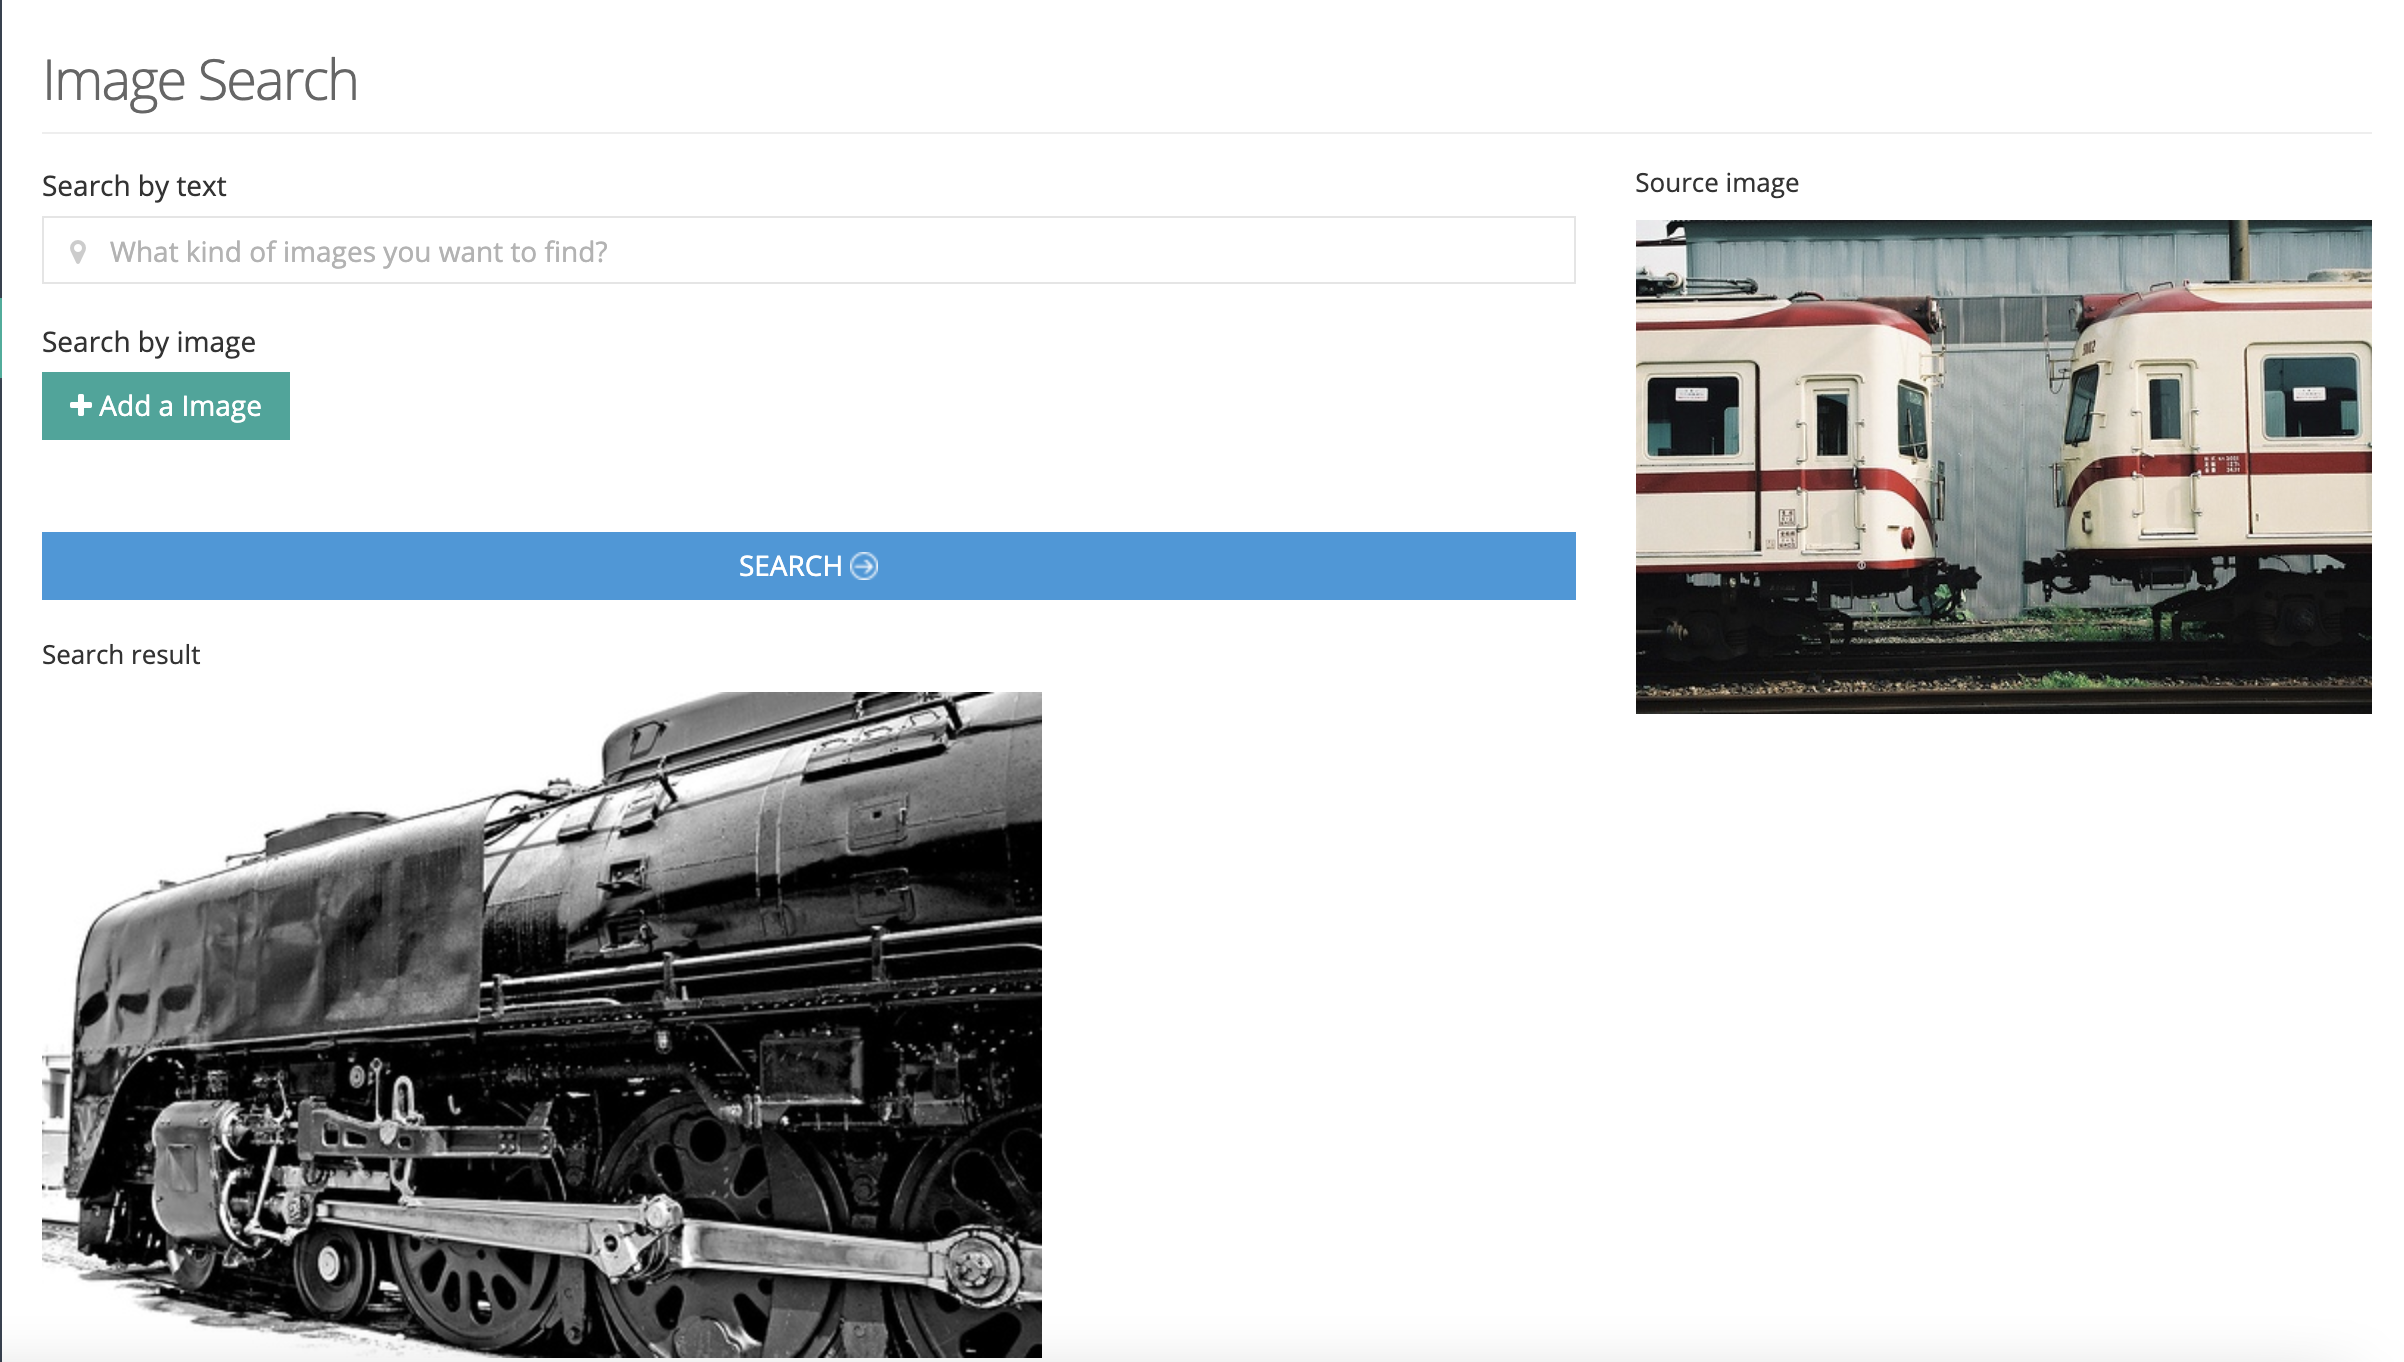 Image Search
Search by text
What kind of images you want to find?
Search by image
Add a Image
SEARCH
Search result
Source image